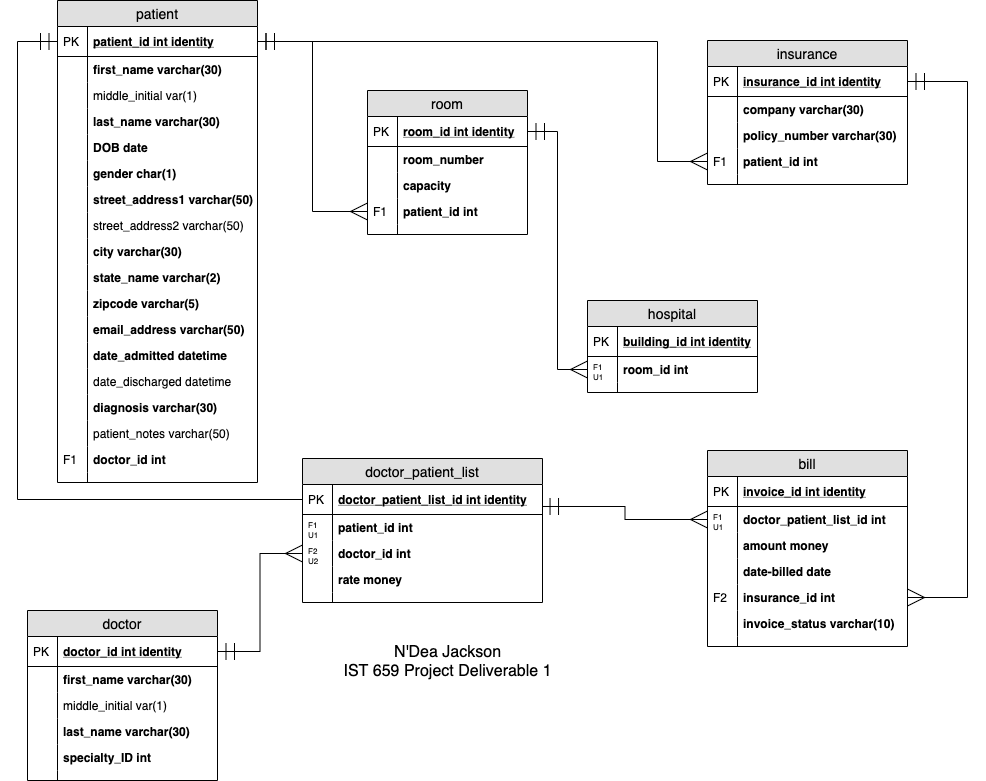 patient
PK patient_id int identity
first_name varchar(30)
middle_initial var(1)
last_name varchar(30)
DOB date
gender char(1)
street_address1 varchar(50)
street_address2 varchar(50)
city varchar(30)
state_name varchar(2)
zipcode varchar(5)
email_address varchar(50)
date_admitted datetime
date_discharged datetime
diagnosis varchar(30)
patient_notes varchar(50)
F1 doctor_id int
room
PK room_id int identity
room_number
capacity
F1 patient_id int
insurance
PK insurance_id int identity
company varchar(30)
policy_number varchar(30)
F1 patient_id int
hospital
PK building_id int identity
F1
U1 room_id int
doctor_patient_list
PK doctor_patient_list_id int identity
F1
U1 patient_id int
F2
U2 doctor_id int
rate money
bill
PK invoice_id int identity
F1
U1 doctor_patient_list_id int
amount money
date-billed date
F2 insurance_id int
invoice_status varchar(10)
doctor
PK doctor_id int identity
first_name varchar(30)
middle_initial var(1)
last_name varchar(30)
specialty_ID int
N'Dea Jackson
IST 659 Project Deliverable 1